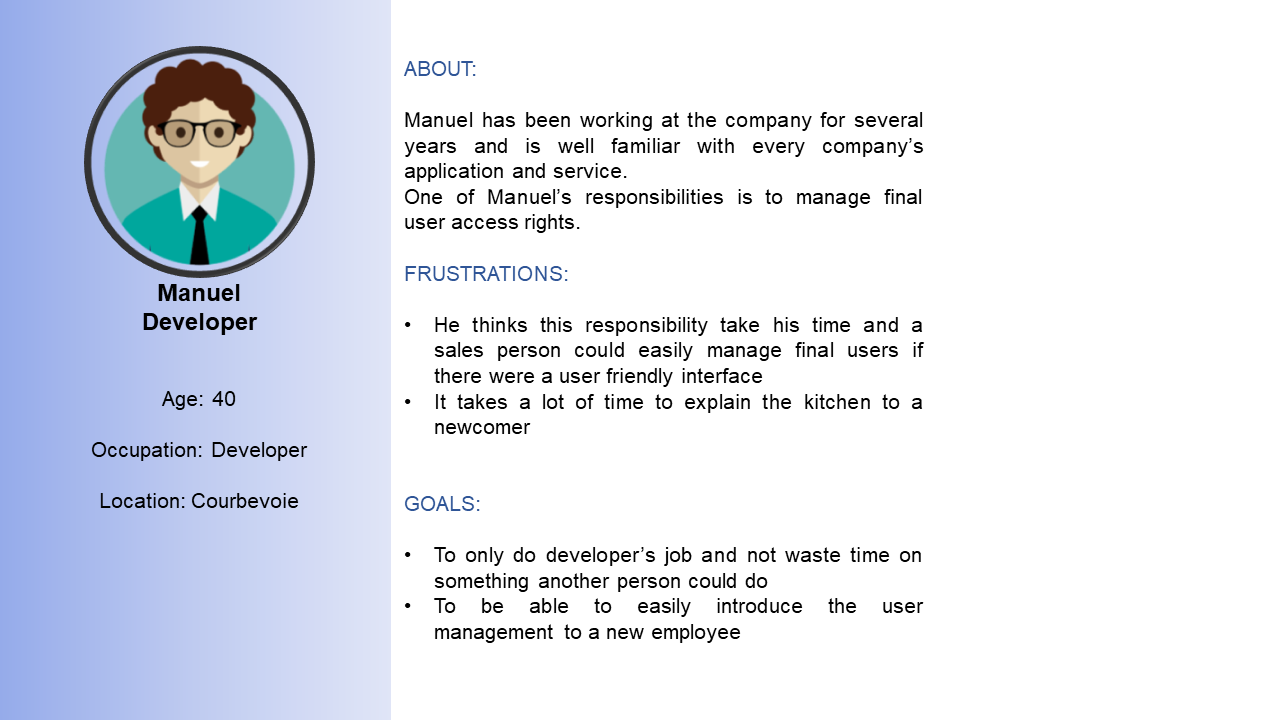 Manuel
Developer
Age: 40
Occupation: Developer
Location: Courbevoie
ABOUT:
Manuel has been working at the company for several
years and is well familiar with every company’s
application and service.
One of Manuel’s responsibilities is to manage final
user access rights.
FRUSTRATIONS:
• He thinks this responsibility take his time and a
sales person could easily manage final users if
there were a user friendly interface
• It takes a lot of time to explain the kitchen to a
newcomer
GOALS:
• To only do developer’s job and not waste time on
something another person could do
• To be able to easily introduce the user
management to a new employee